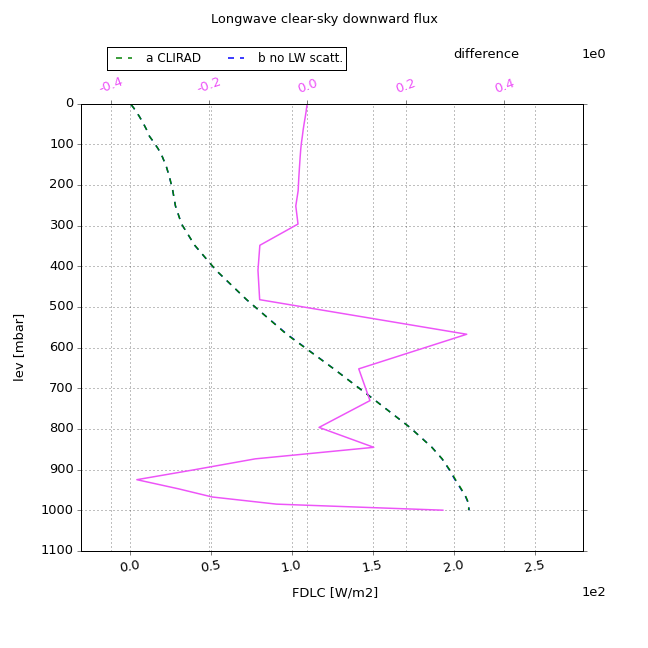 Longwave clear-sky downward flux
a CLIRAD b no LW scatt. difference 1e0
-0.4 -0.2 0.0 0.2 0.4
0
100
200
300
400
500
600
700
800
900
1000
1100
lev [mbar]
0.0 0.5 1.0 1.5 2.0 2.5
FDLC [W/m2] 1e2